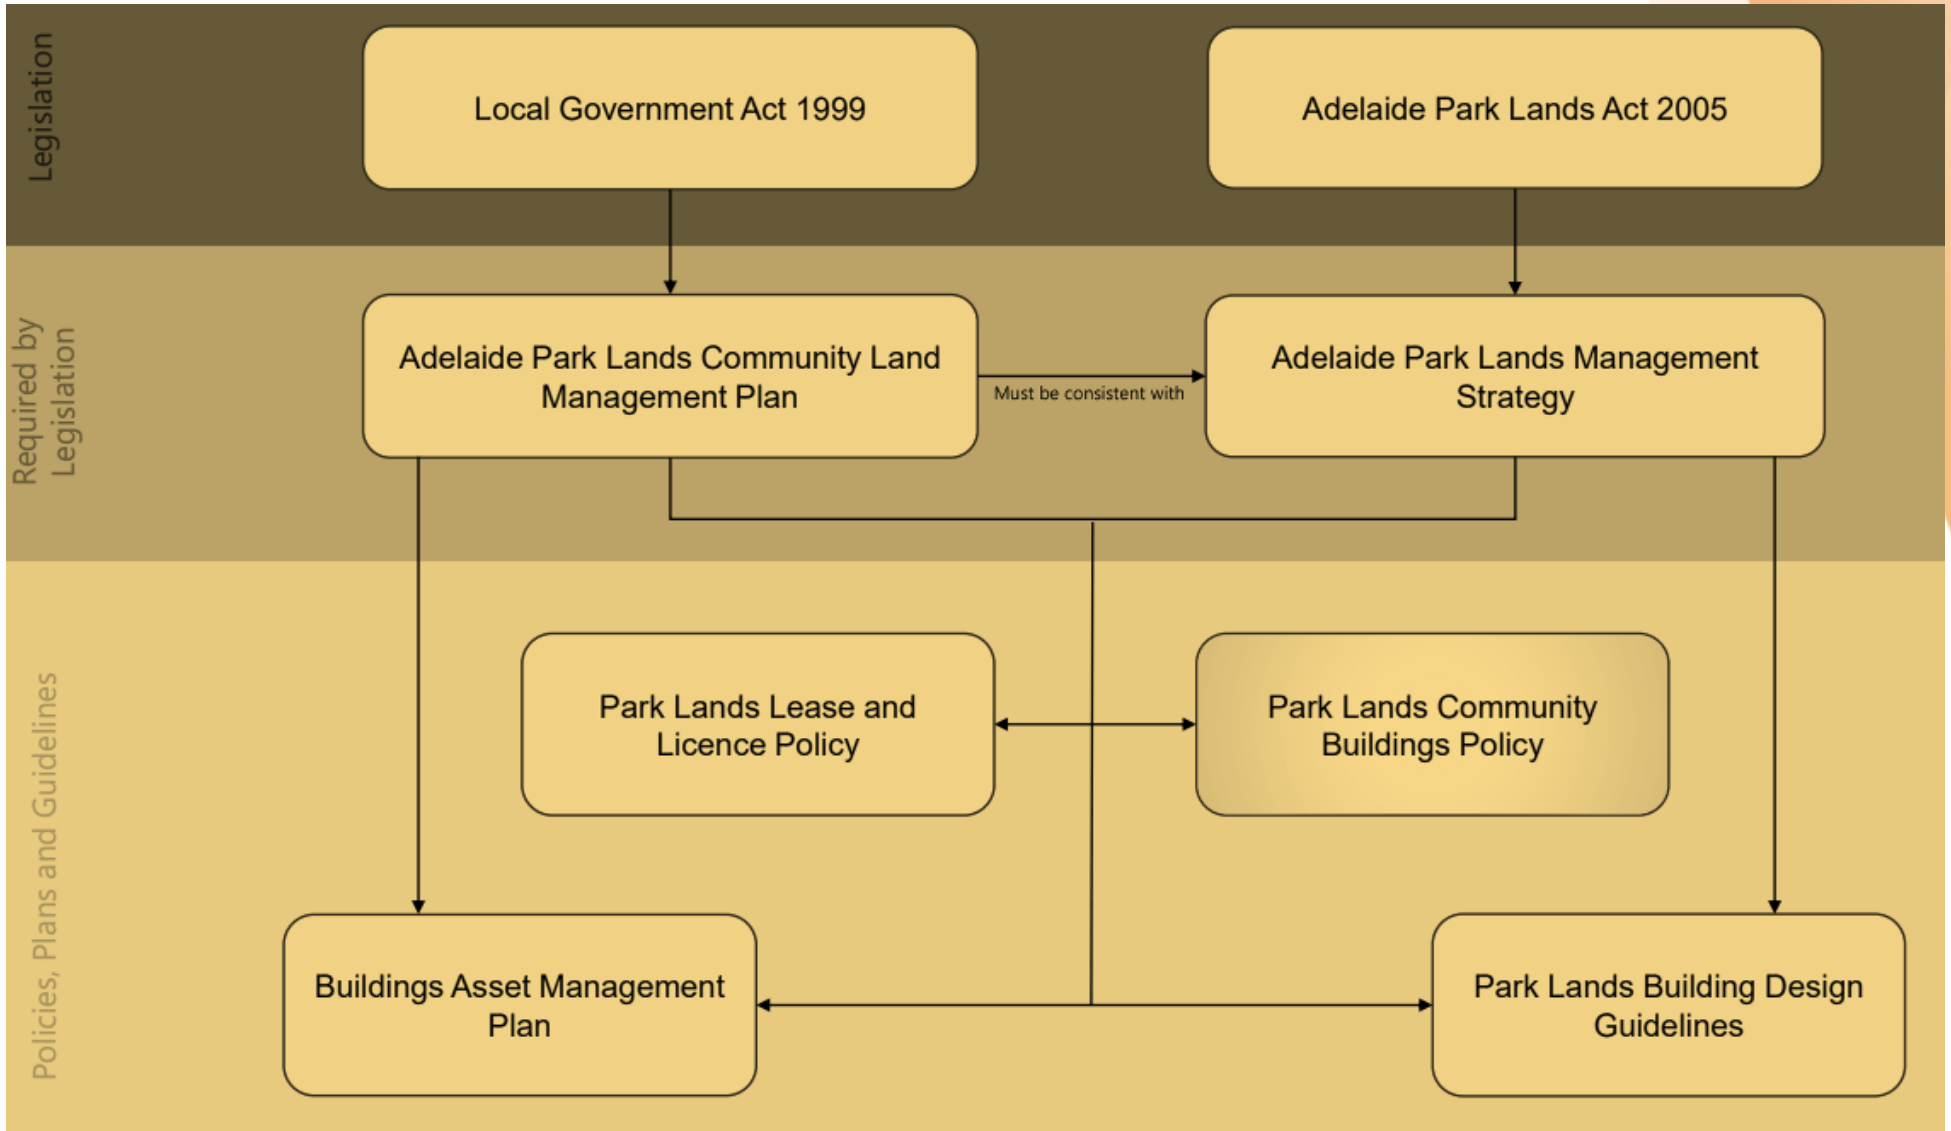 Legislation
Local Government Act 1999
Adelaide Park Lands Act 2005
Required by
Legislation
Adelaide Park Lands Community Land
Management Plan
Must be consistent with
Adelaide Park Lands Management
Strategy
Policies, Plans and Guidelines
Park Lands Lease and
Licence Policy
Park Lands Community
Buildings Policy
Buildings Asset Management
Plan
Park Lands Building Design
Guidelines